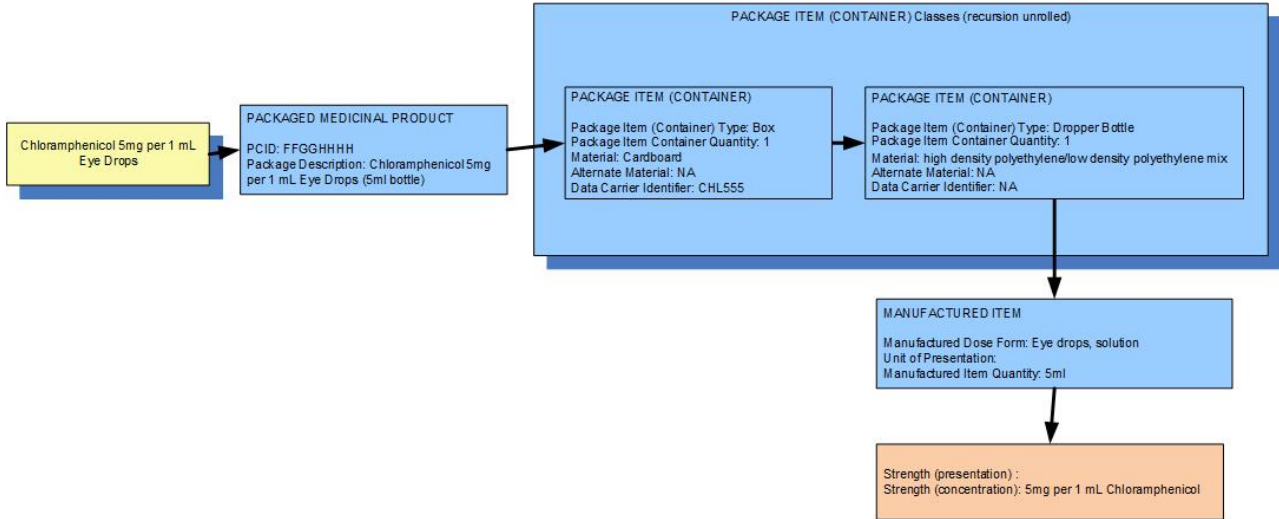 PACKAGE ITEM (CONTAINER) Classes (recursion unrolled)
Chloramphenicol 5mg per 1 mL
Eye Drops
PACKAGED MEDICINAL PRODUCT
PCID: FFGGHHHH
Package Description: Chloramphenicol 5mg
per 1 mL Eye Drops (5ml bottle)
PACKAGE ITEM (CONTAINER)
Package Item (Container) Type: Box
Package Item Container Quantity: 1
Material: Cardboard
Alternate Material: NA
Data Carrier Identifier: CHL555
PACKAGE ITEM (CONTAINER)
Package Item (Container) Type: Dropper Bottle
Package Item Container Quantity: 1
Material: high density polyethylene/low density polyethylene mix
Alternate Material: NA
Data Carrier Identifier: NA
MANUFACTURED ITEM
Manufactured Dose Form: Eye drops, solution
Unit of Presentation:
Manufactured Item Quantity: 5ml
Strength (presentation) :
Strength (concentration): 5mg per 1 mL Chloramphenicol